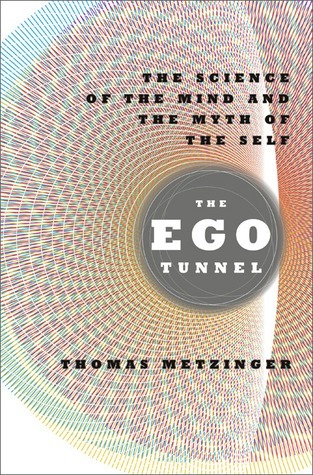 THE SCIENCE
OF THE MIND AND
THE MYTH OF
THE SELF
THE
EGO
TUNNEL
THOMAS METZINGER